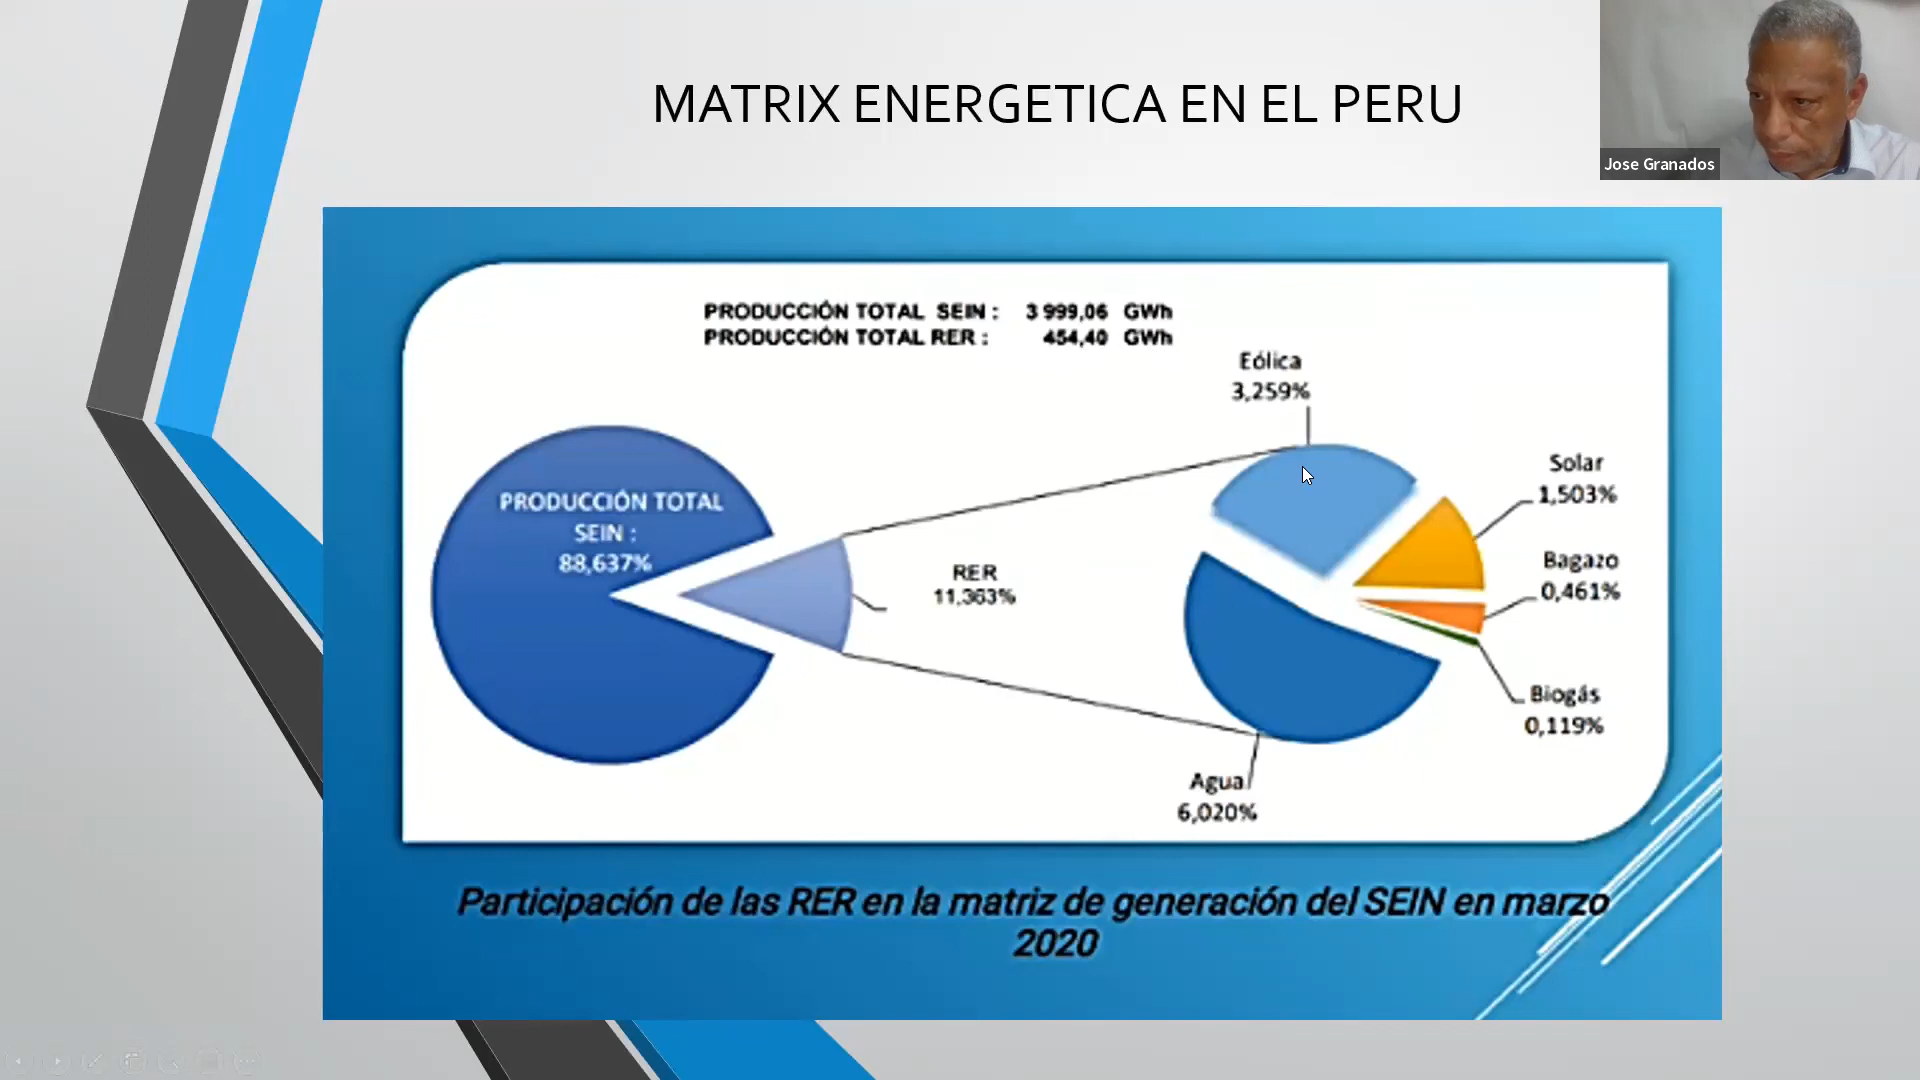 MATRIX ENERGETICA EN EL PERU
Jose Granados
PRODUCCIÓN TOTAL SEIN : 3 999,06 GWh
PRODUCCIÓN TOTAL RER : 454,40 GWh
Eólica
3,259%
Solar
1,503%
PRODUCCIÓN TOTAL
SEIN :
88,637%
RER
11,363%
Bagazo
0,461%
Biogás
0,119%
Agua
6,020%
Participación de las RER en la matriz de generación del SEIN en marzo
2020